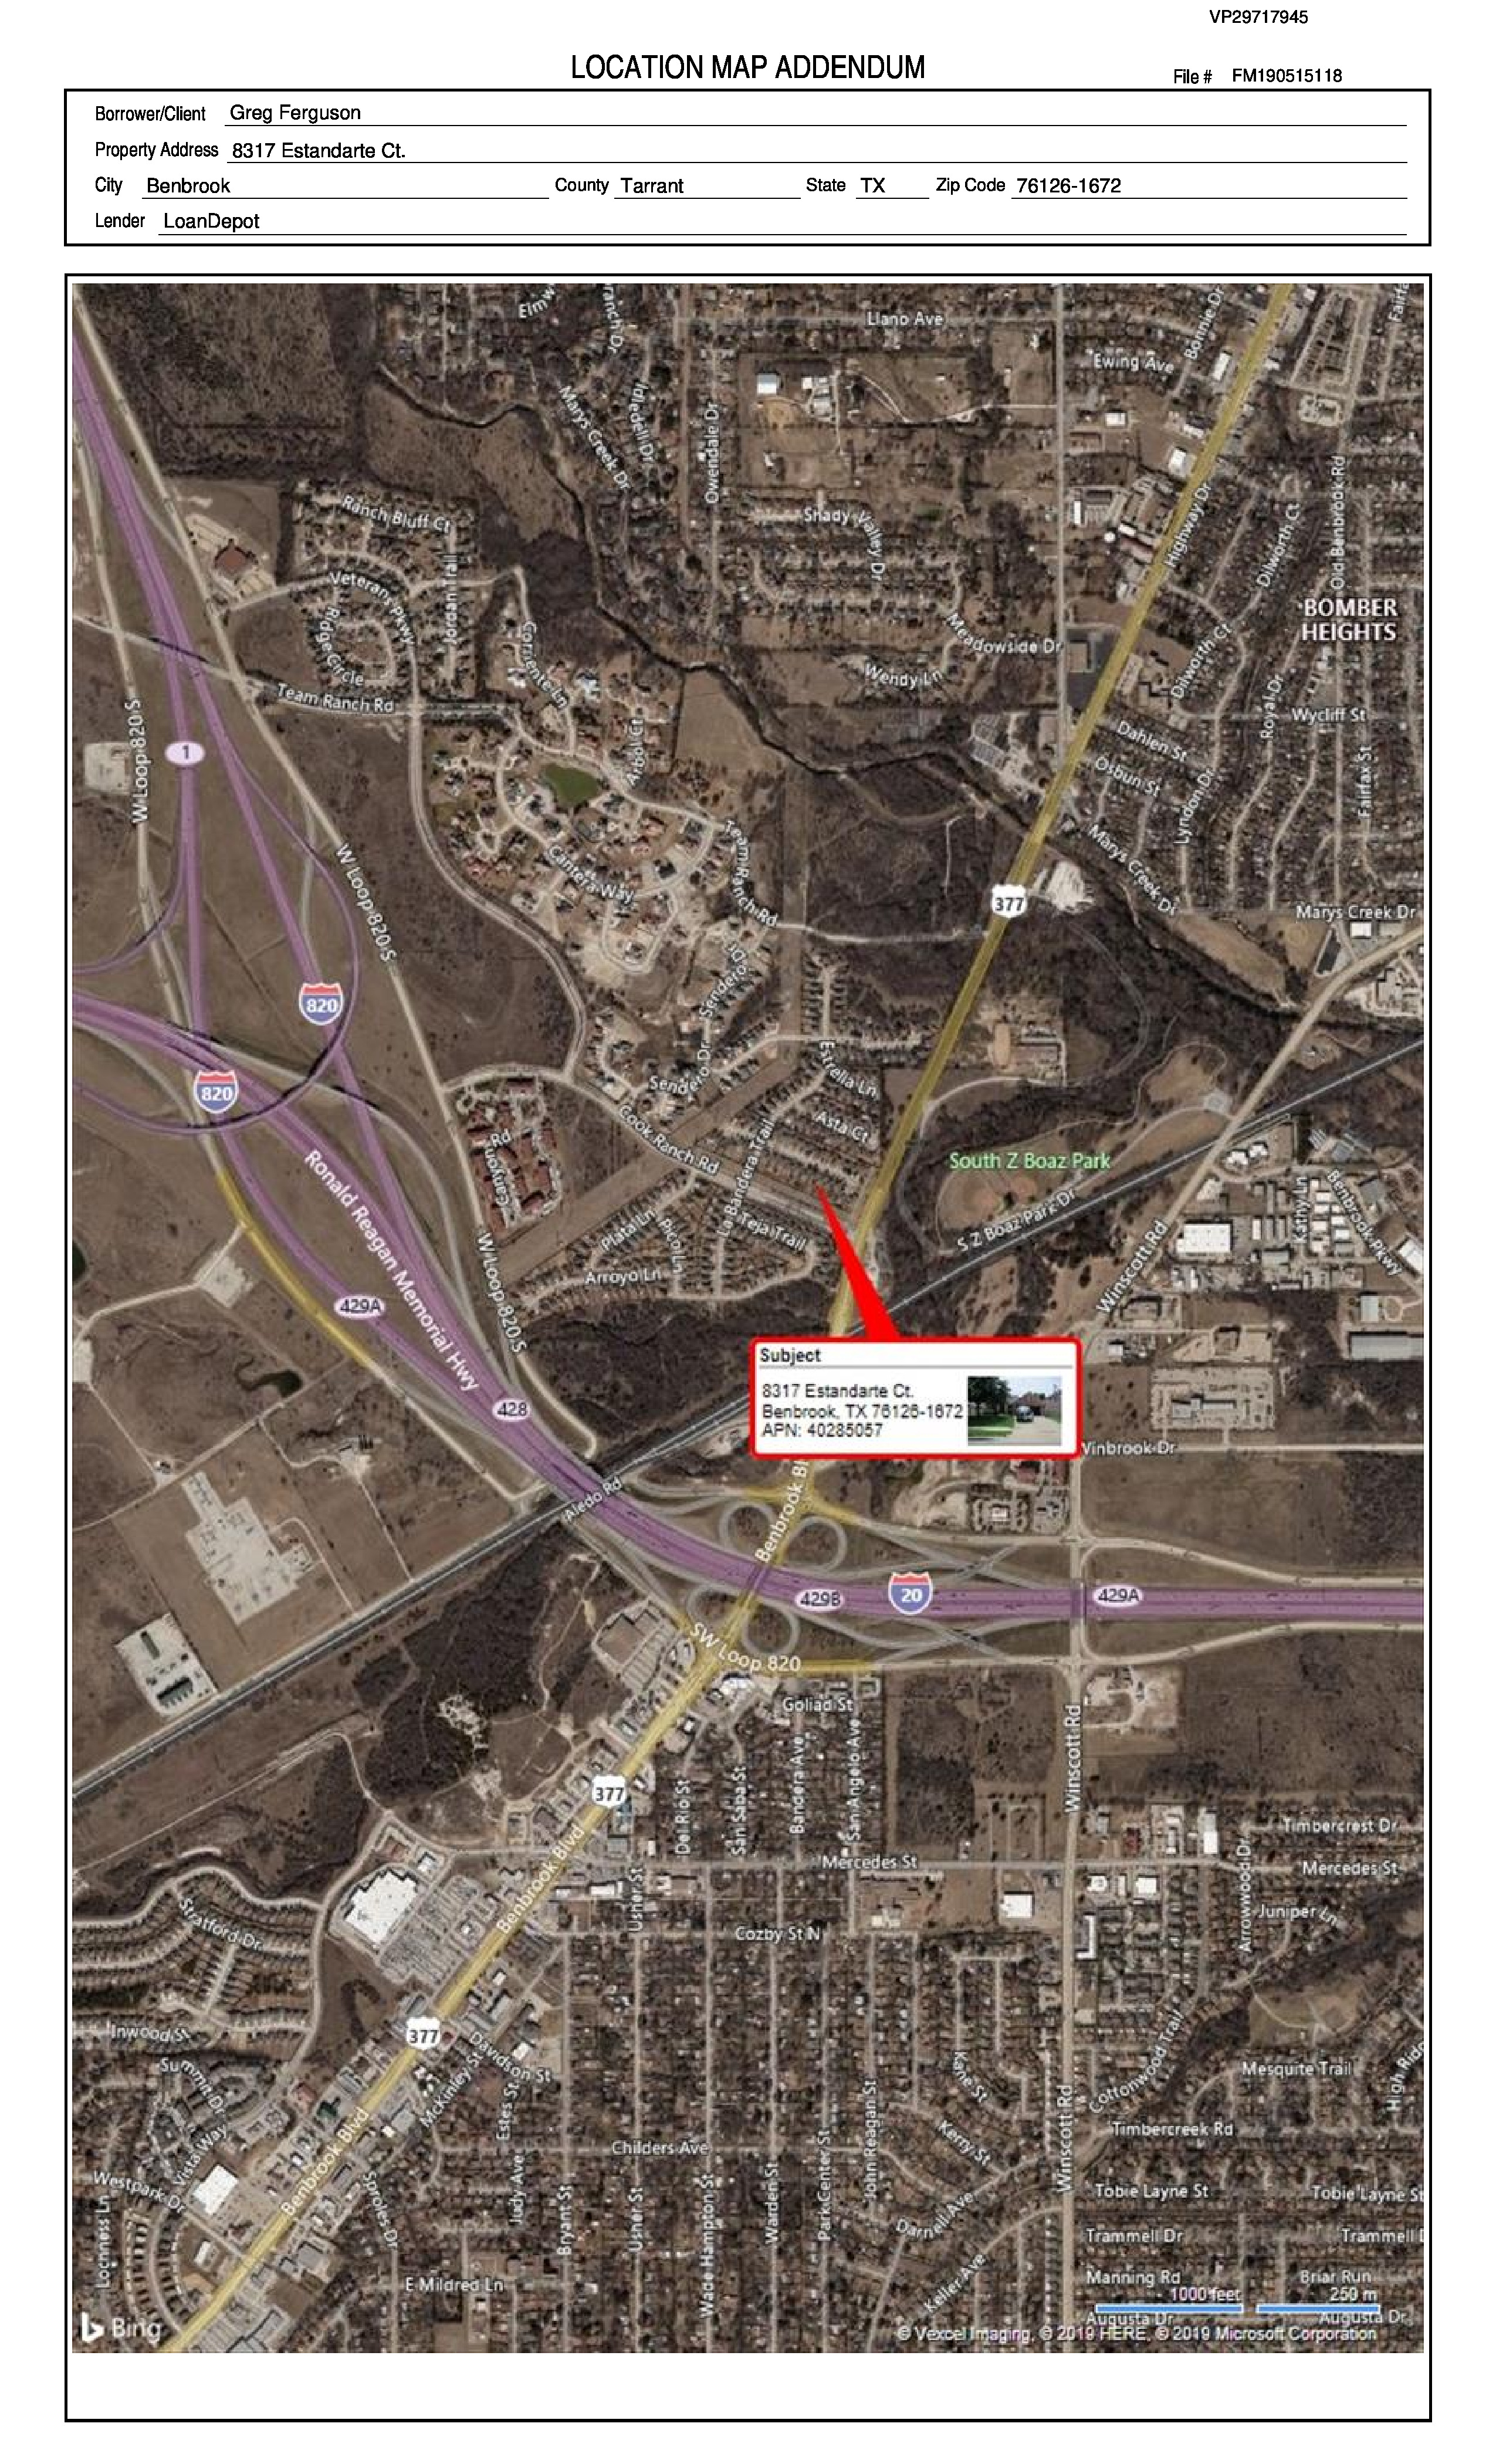 VP29717945
LOCATION MAP ADDENDUM
File # FM190515118
Borrower/Client Greg Ferguson
Property Address 8317 Estandarte Ct.
City Benbrook County Tarrant State TX Zip Code 76126-1672
Lender LoanDepot
Elmw
ranch Dr
Llano Ave
Bonnie Dr
Fairfa
Ewing Ave
Marys Creek Dr
Idledell Dr
Owendale Dr
Ranch Bluff Ct
Shady Valley Dr
Highway Dr
Dilworth Ct
Old Benbrook Rd
Veterans Pkwy
Jordan Trail
Ridge Circle
BOMBER
HEIGHTS
Meadowside Dr
Wendy Ln
Dilworth Ct
Royal Dr
Team Ranch Rd
Wycliff St
W Loop 820 S
1
Arbol Ct
Dahlen St
Osbun St
Lyndon Dr
Fairfax St
W Loop 820 S
Cantera Way
Team Ranch Rd
Marys Creek Dr
377
Marys Creek Dr
820
Sendero Dr
820
Sendero Dr
Estrella Ln
Cook Ranch Rd
Asta Ct
Canyon Rd
La Bandera Trail
South Z Boaz Park
Ronald Reagan Memorial Hwy
Plata Ln
Pico Ln
Teja Trail
S Z Boaz Park Dr
Winscott Rd
Kathy Ln
Benbrook Pkwy
W Loop 820 S
Arroyo Ln
429A
Subject
8317 Estandarte Ct.
Benbrook, TX 76126-1672
APN: 40285057
428
Vinbrook Dr
Aledo Rd
Benbrook Bl
429B
20
429A
SW Loop 820
Goliad St
Winscott Rd
377
Del Rio St
San Saba St
Bandera Ave
San Angelo Ave
Timbercrest Dr
Benbrook Blvd
Mercedes St
Mercedes St
Usher St
Arrowwood Dr
Juniper Ln
Stratford Dr
Cozby St N
Inwood St
377
Davidson St
McKinley St
Estes St
Kane St
Cottonwood Trail
Mesquite Trail
High Ridg
Summit Dr
Vista Way
John Reagan St
Winscott Rd
Kerry St
Timbercreek Rd
Childers Ave
Westpark Dr
Benbrook Blvd
Sproles Dr
Judy Ave
Bryant St
Usher St
Wade Hampton St
Warden St
Park Center St
Darnell Ave
Tobie Layne St
Tobie Layne St
Trammell Dr
Trammell D
Locnness Ln
E Mildred Ln
Keller Ave
Manning Rd
Briar Run
1000 feet
250 m
Augusta Dr
Augusta Dr
Bing
© Vexcel Imaging, © 2019 HERE, © 2019 Microsoft Corporation